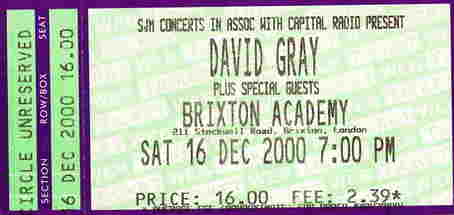 SJM CONCERTS IN ASSOC WITH CAPITAL RADIO PRESENT
DAVID GRAY
PLUS SPECIAL GUESTS
BRIXTON ACADEMY
211 Stockwell Road, Brixton, London
SAT 16 DEC 2000 7:00 PM
PRICE: 16.00 FEE: 2.39*
SECTION ROW/BOX SEAT
CIRCLE UNRESERVED
6 DEC 2000 16.00